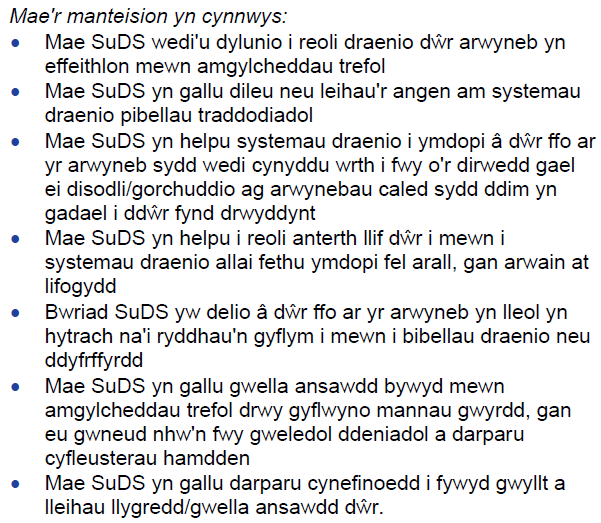 Mae'r manteision yn cynnwys:
• Mae SuDS wedi'u dylunio i reoli draenio dŵr arwyneb yn
effeithlon mewn amgylcheddau trefol
• Mae SuDS yn gallu dileu neu leihau'r angen am systemau
draenio pibellau traddodiadol
• Mae SuDS yn helpu systemau draenio i ymdopi â dŵr ffo ar
yr arwyneb sydd wedi cynyddu wrth i fwy o'r dirwedd gael
ei disodli/gorchuddio ag arwynebau caled sydd ddim yn
gadael i ddŵr fynd drwyddynt
• Mae SuDS yn helpu i reoli anterth llif dŵr i mewn i
systemau draenio allai fethu ymdopi fel arall, gan arwain at
lifogydd
• Bwriad SuDS yw delio â dŵr ffo ar yr arwyneb yn lleol yn
hytrach na'i ryddhau'n gyflym i mewn i bibellau draenio neu
ddyfrffyrdd
• Mae SuDS yn gallu gwella ansawdd bywyd mewn
amgylcheddau trefol drwy gyflwyno mannau gwyrdd, gan
eu gwneud nhw'n fwy gweledol ddeniadol a darparu
cyfleusterau hamdden
• Mae SuDS yn gallu darparu cynefinoedd i fywyd gwyllt a
lleihau llygredd/gwella ansawdd dŵr.